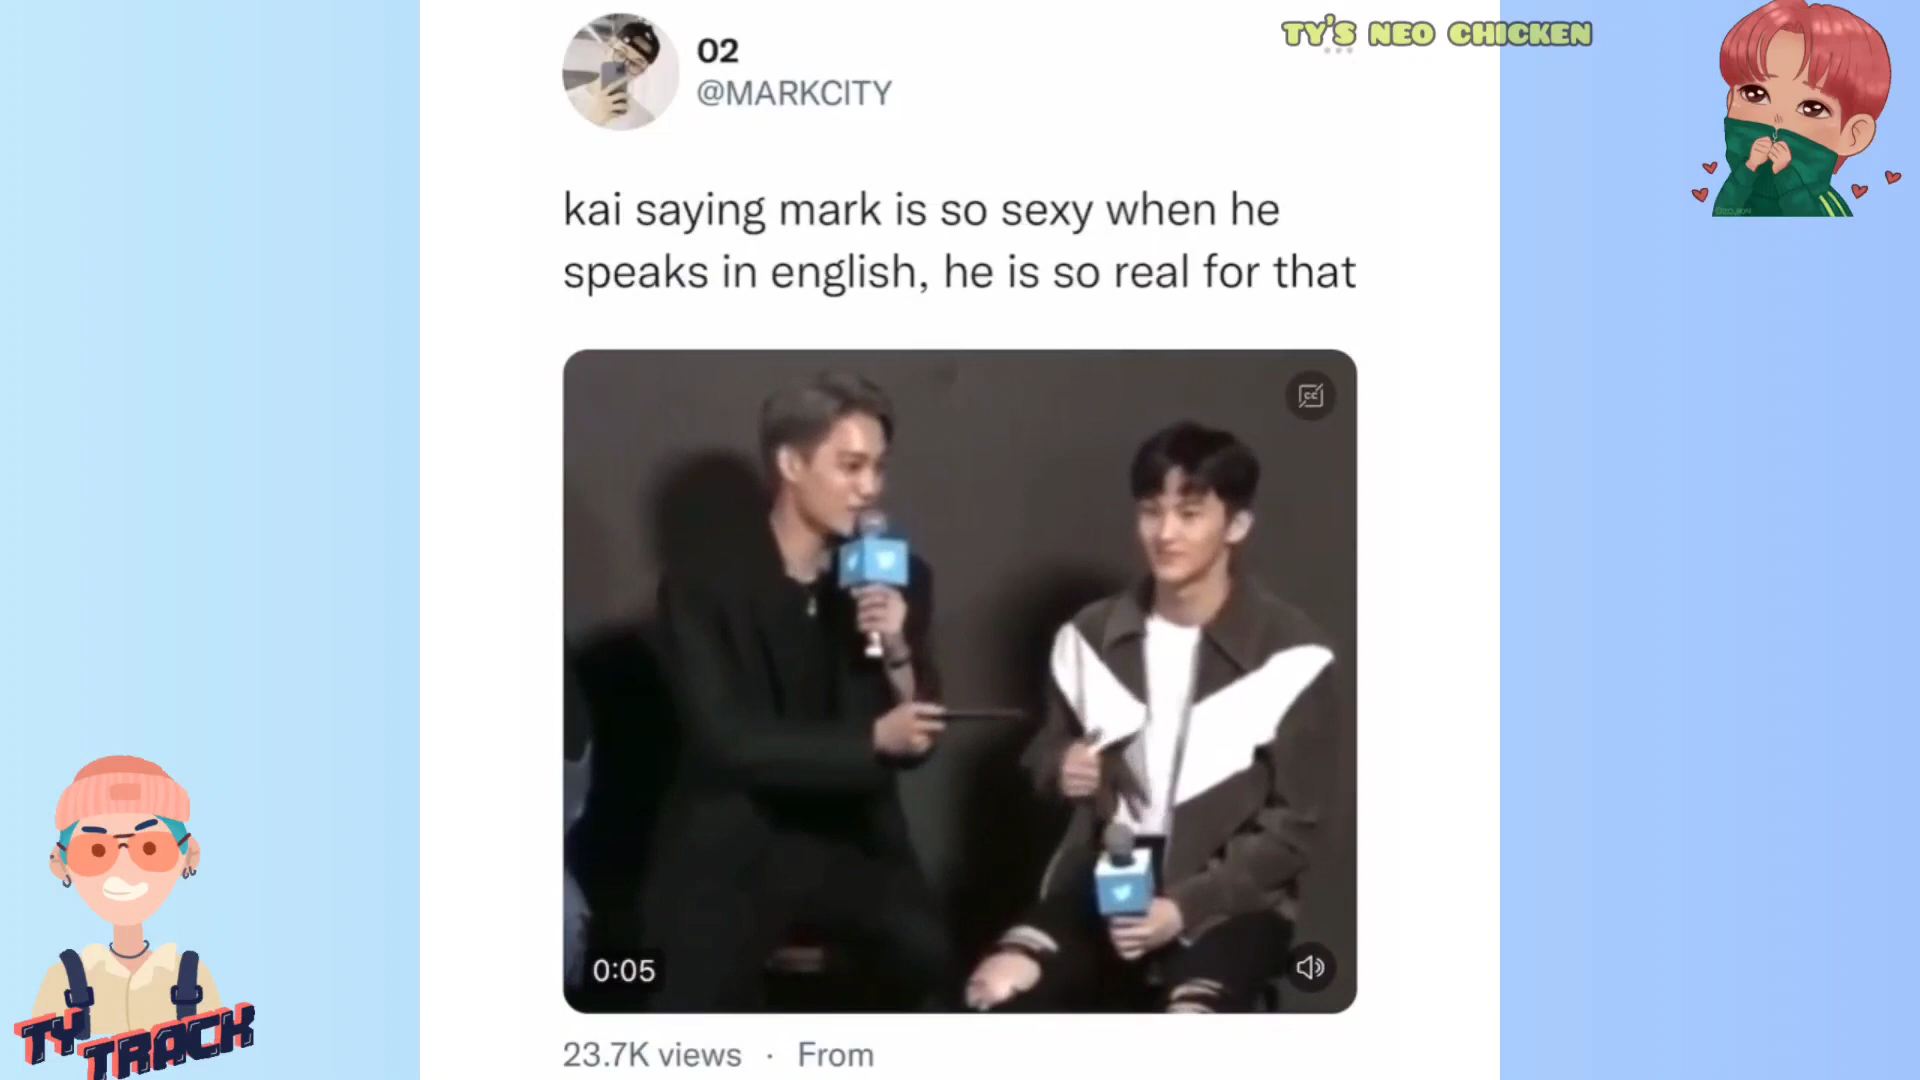 02
@MARKCITY
TY'S NEO CHICKEN
kai saying mark is so sexy when he
speaks in english, he is so real for that
CC
0:05
23.7K views · From
TY
TRACK